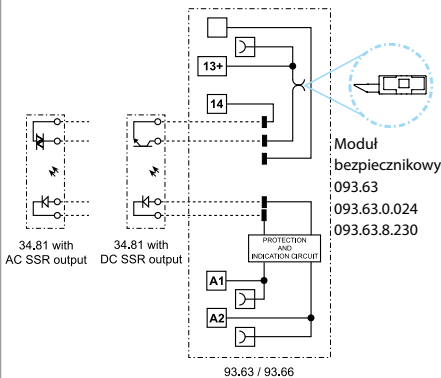 13+
14
Moduł
bezpiecznikowy
093.63
093.63.0.024
093.63.8.230
34.81 with
AC SSR output
34.81 with
DC SSR output
PROTECTION
AND
INDICATION CIRCUIT
A1
A2
93.63 / 93.66